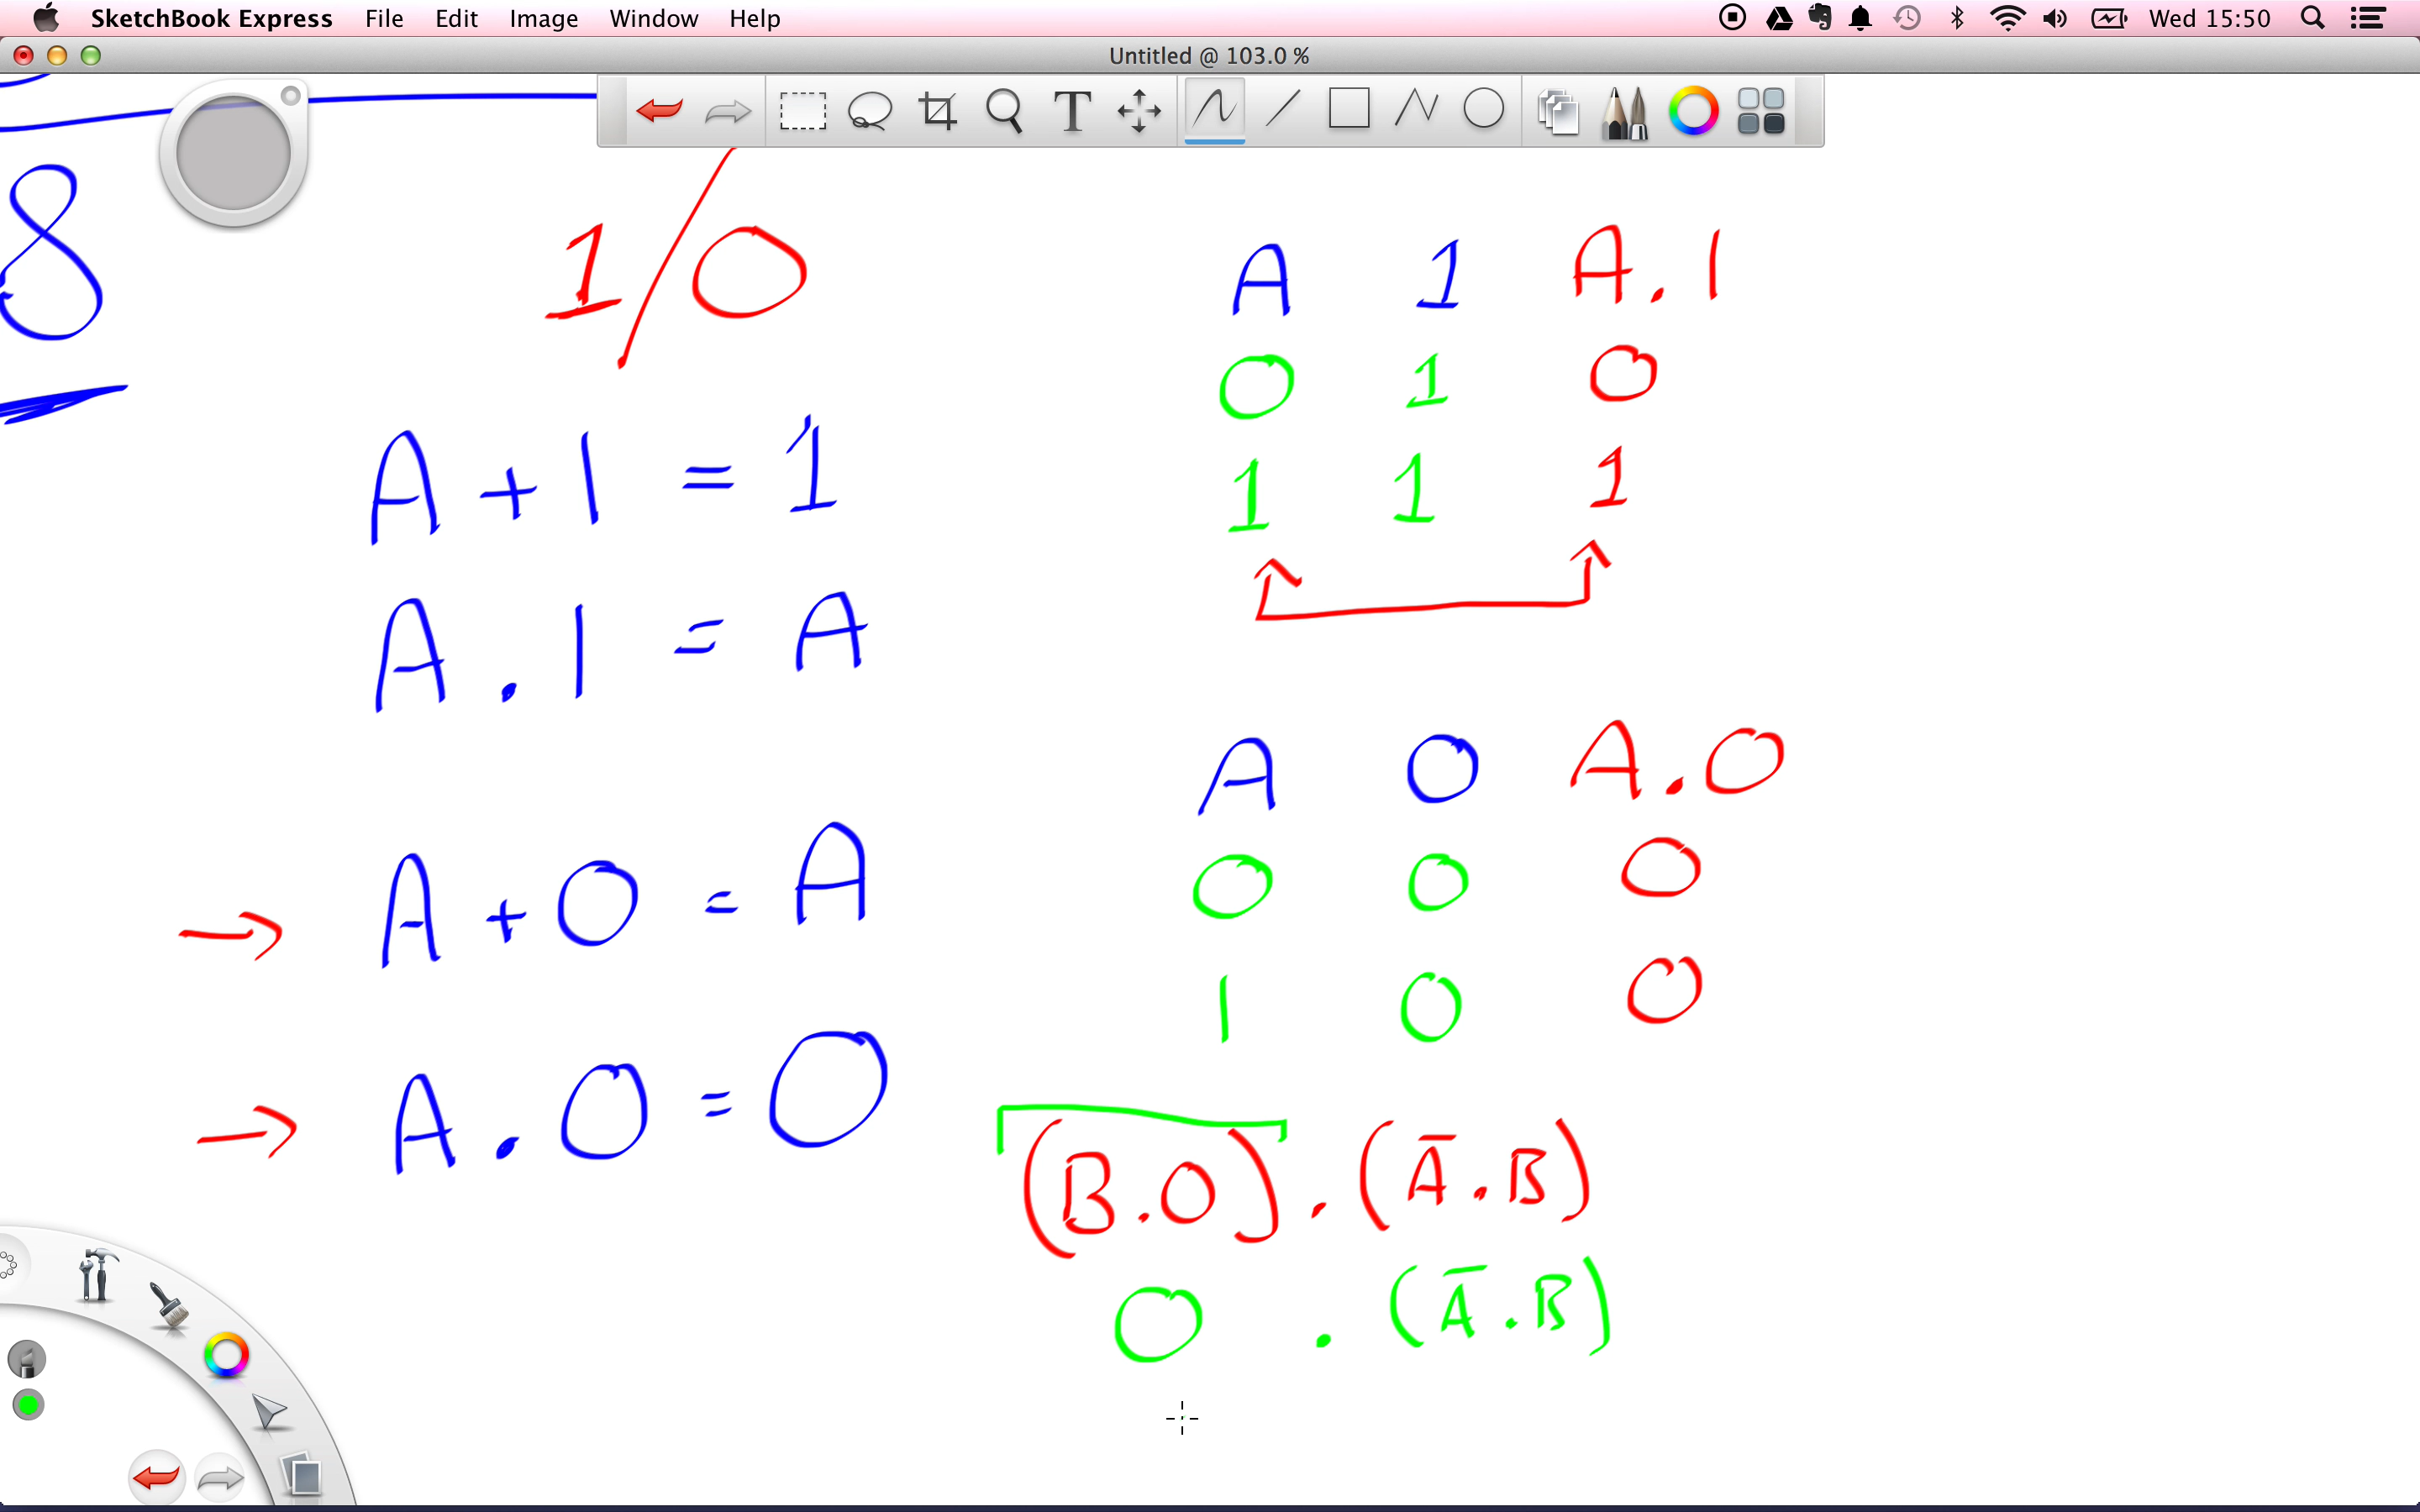 SketchBook Express File Edit Image Window Help Wed 15:50
Untitled @ 103.0 %
T
8
1/0
A + 1 = 1
A . 1 = A
→ A + 0 = A
→ A . 0 = 0
A 1 A . 1
0 1 0
1 1 1
A 0 A . 0
0 0 0
1 0 0
(B . 0) . (Ā . B)
0 . (Ā . B)